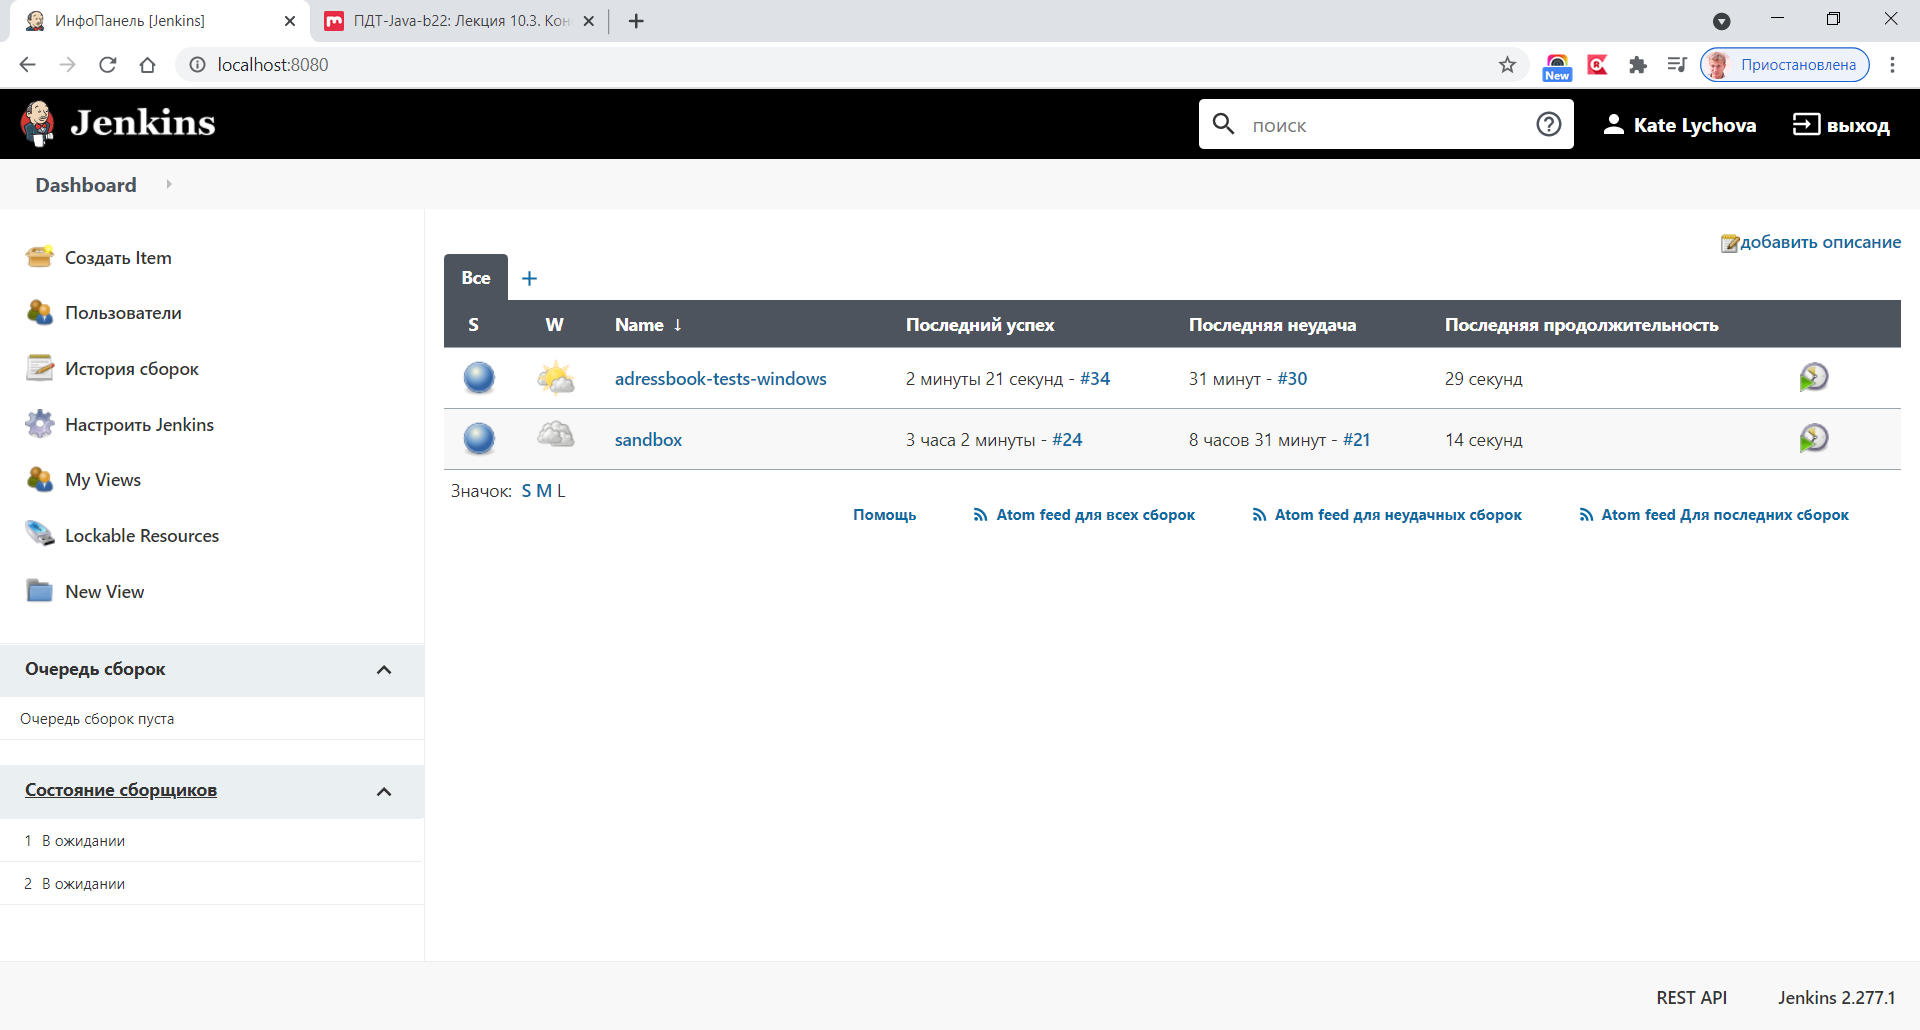 ИнфоПанель [Jenkins]
ПДТ-Java-b22: Лекция 10.3. Кон
localhost:8080
New
Приостановлена
Jenkins
поиск
Kate Lychova
выход
Dashboard
Создать Item
Пользователи
История сборок
Настроить Jenkins
My Views
Lockable Resources
New View
Очередь сборок
Очередь сборок пуста
Состояние сборщиков
1 В ожидании
2 В ожидании
добавить описание
Все +
S W Name ↓ Последний успех Последняя неудача Последняя продолжительность
adressbook-tests-windows 2 минуты 21 секунд - #34 31 минут - #30 29 секунд
sandbox 3 часа 2 минуты - #24 8 часов 31 минут - #21 14 секунд
Значок: S M L
Помощь Atom feed для всех сборок Atom feed для неудачных сборок Atom feed Для последних сборок
REST API Jenkins 2.277.1